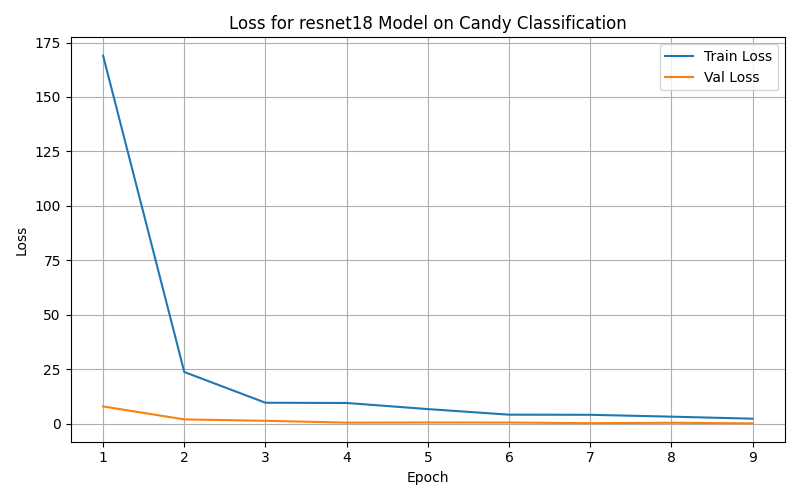 Loss for resnet18 Model on Candy Classification
Train Loss
Val Loss
175
150
125
100
75
50
25
0
Loss
1 2 3 4 5 6 7 8 9
Epoch